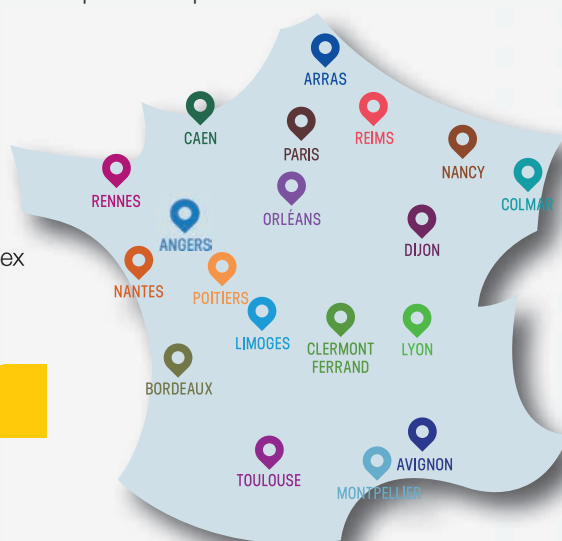 ARRAS
CAEN
REIMS
PARIS
NANCY
RENNES
COLMAR
ORLÉANS
ANGERS
DIJON
ex
NANTES
POITIERS
LIMOGES
CLERMONT
FERRAND
LYON
BORDEAUX
AVIGNON
TOULOUSE
MONTPELLIER